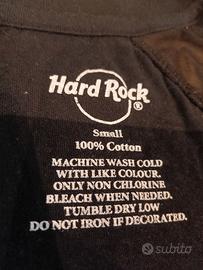 Hard Rock
®
Small
100% Cotton
MACHINE WASH COLD
WITH LIKE COLOUR.
ONLY NON CHLORINE
BLEACH WHEN NEEDED.
TUMBLE DRY LOW
DO NOT IRON IF DECORATED.
subito